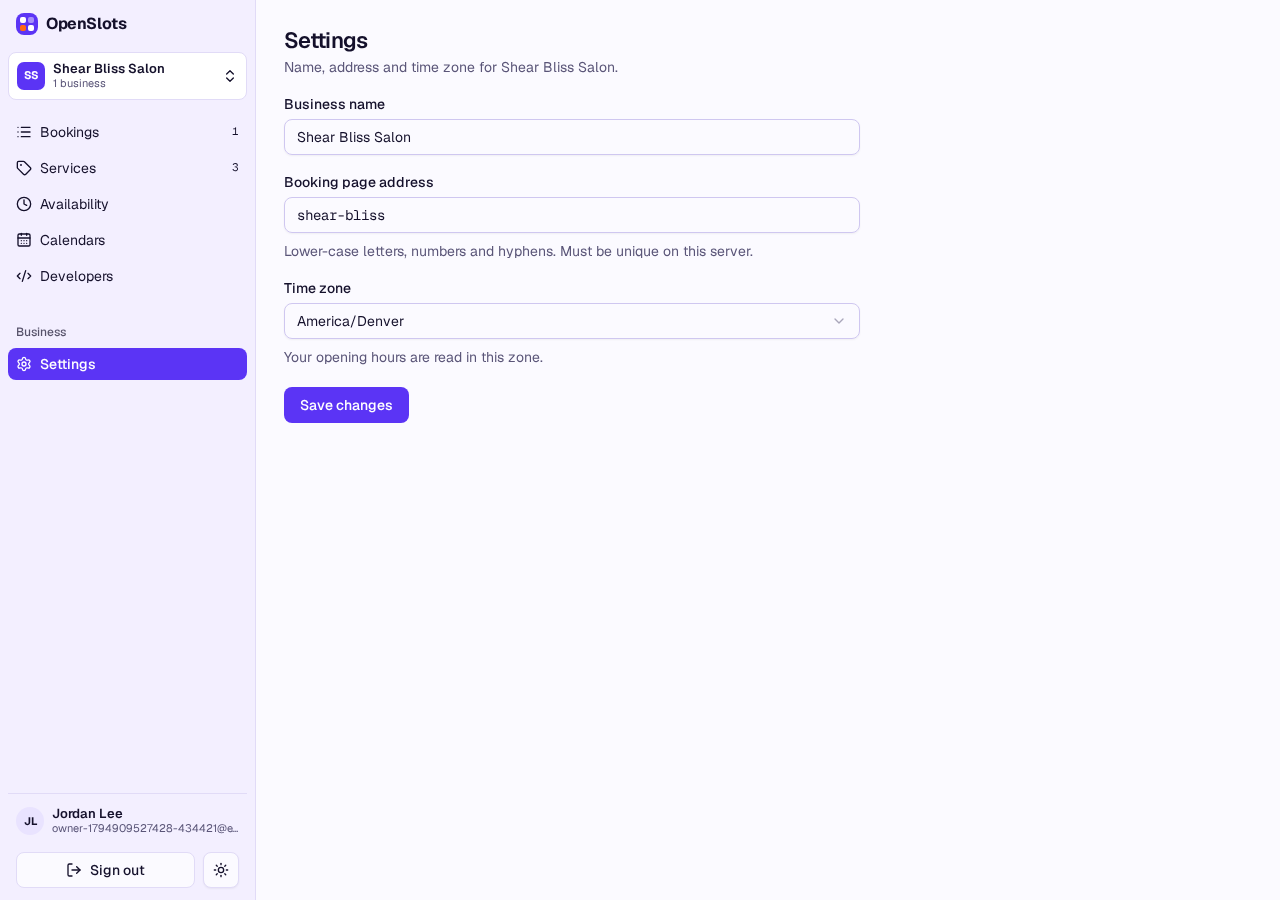 OpenSlots
SS
Shear Bliss Salon
1 business
Bookings 1
Services 3
Availability
Calendars
Developers
Business
Settings
JL
Jordan Lee
owner-1794909527428-434421@e…
Sign out
Settings
Name, address and time zone for Shear Bliss Salon.
Business name
Shear Bliss Salon
Booking page address
shear-bliss
Lower-case letters, numbers and hyphens. Must be unique on this server.
Time zone
America/Denver
Your opening hours are read in this zone.
Save changes